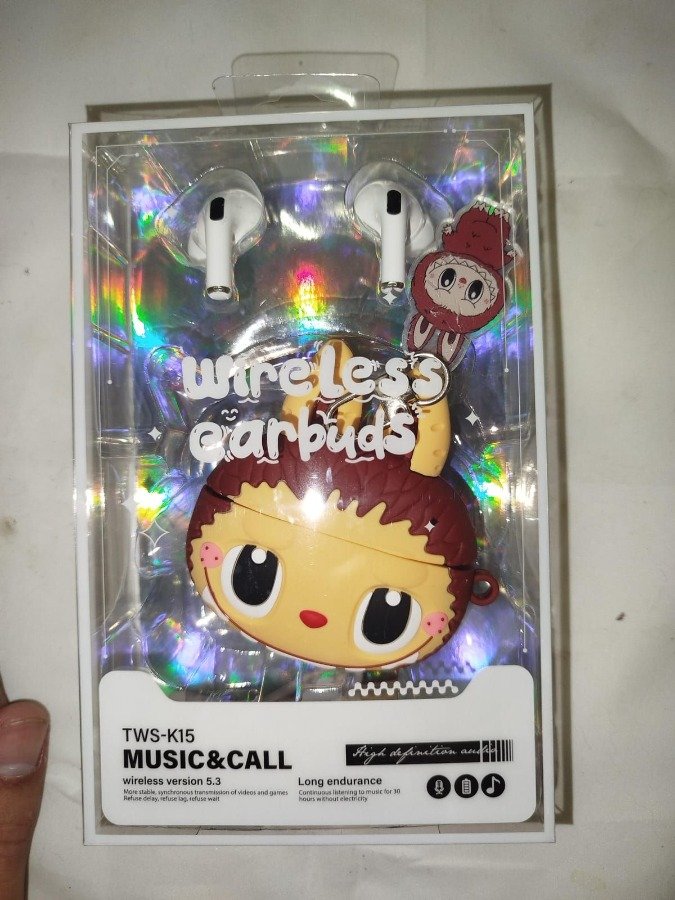 wireless
earbuds
TWS-K15
MUSIC&CALL
High definition audio
wireless version 5.3
More stable, synchronous transmission of videos and games
Refuse delay, refuse lag, refuse wait
Long endurance
Continuous listening to music for 30
hours without electricity